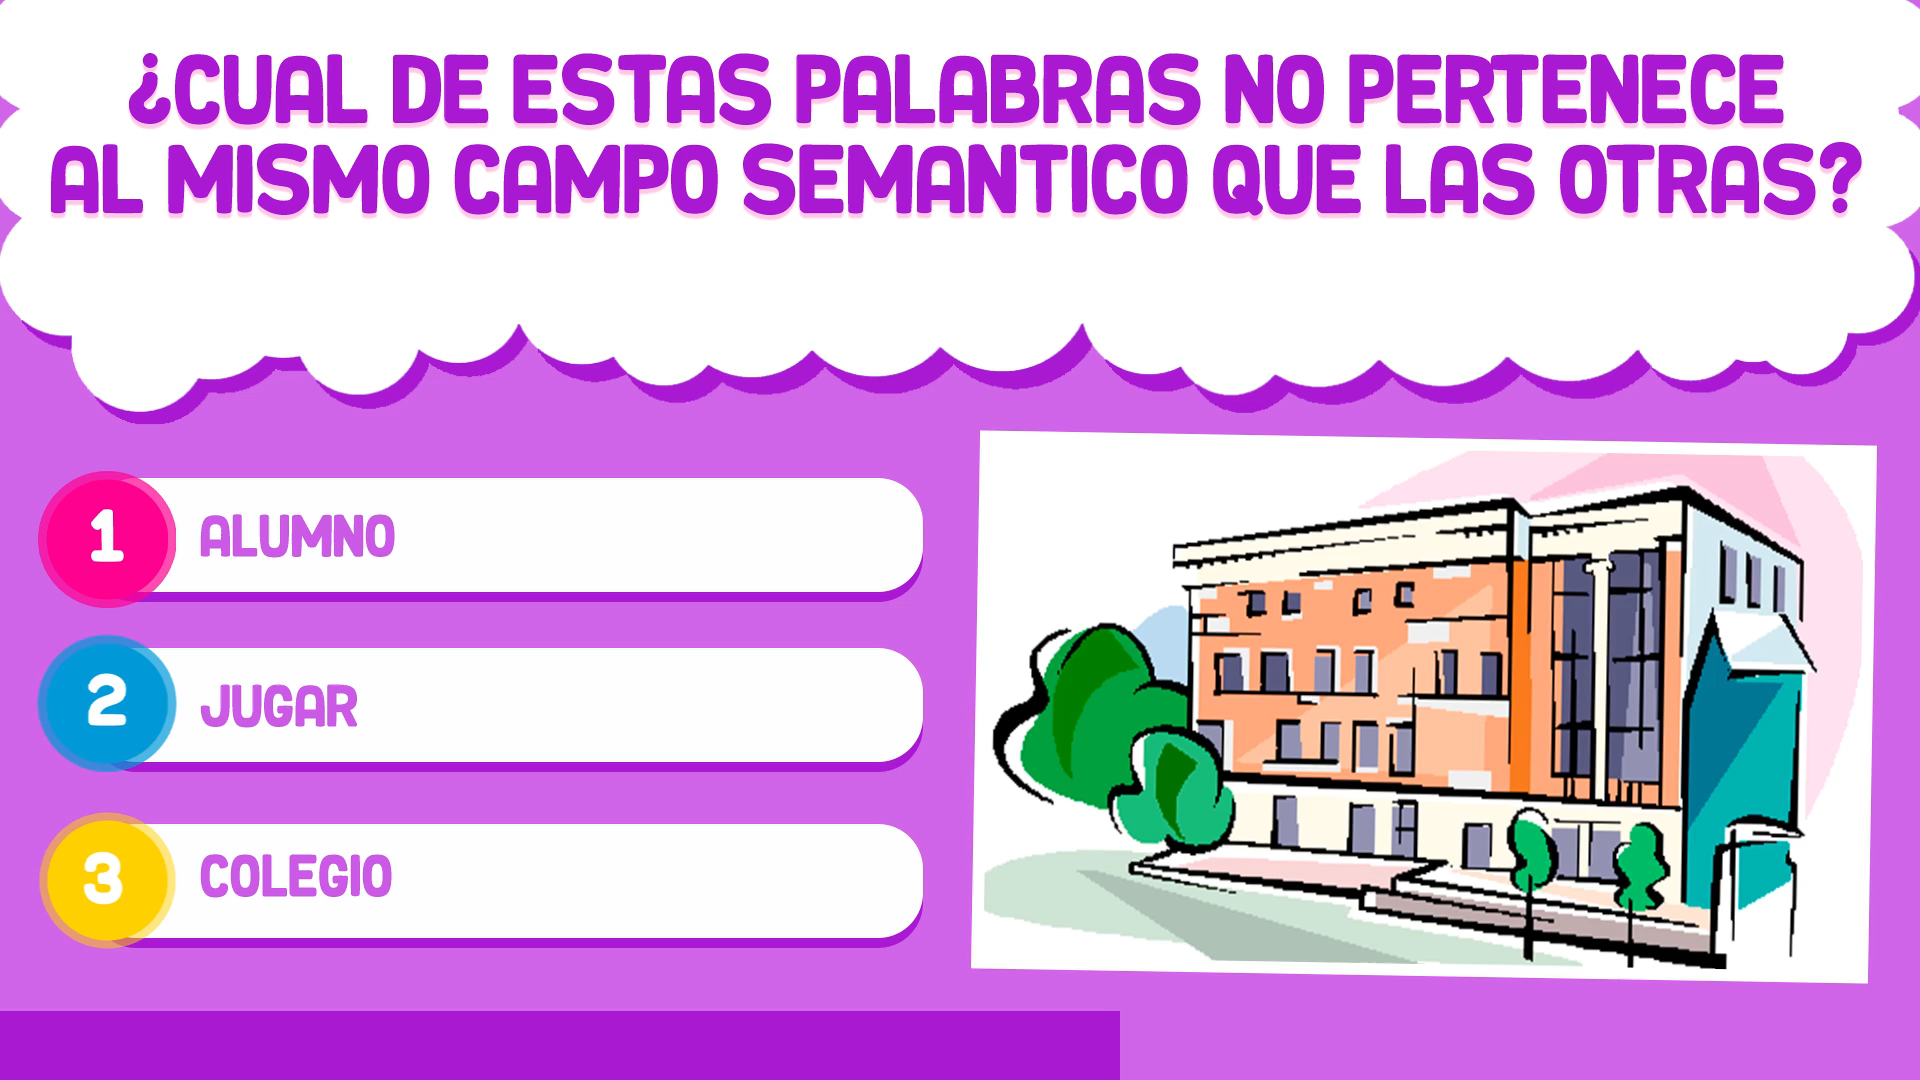 ¿CUAL DE ESTAS PALABRAS NO PERTENECE
AL MISMO CAMPO SEMANTICO QUE LAS OTRAS?
1 ALUMNO
2 JUGAR
3 COLEGIO